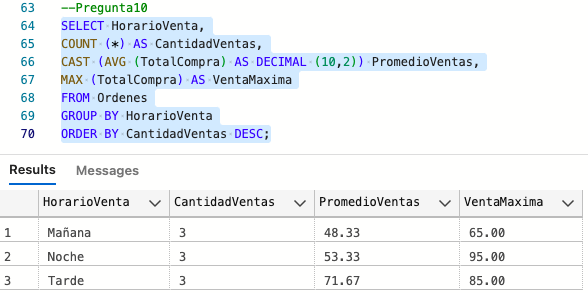 63 --Pregunta10
64 SELECT HorarioVenta,
65 COUNT (*) AS CantidadVentas,
66 CAST (AVG (TotalCompra) AS DECIMAL (10,2)) PromedioVentas,
67 MAX (TotalCompra) AS VentaMaxima
68 FROM Ordenes
69 GROUP BY HorarioVenta
70 ORDER BY CantidadVentas DESC;
Results Messages
HorarioVenta CantidadVentas PromedioVentas VentaMaxima
1 Mañana 3 48.33 65.00
2 Noche 3 53.33 95.00
3 Tarde 3 71.67 85.00